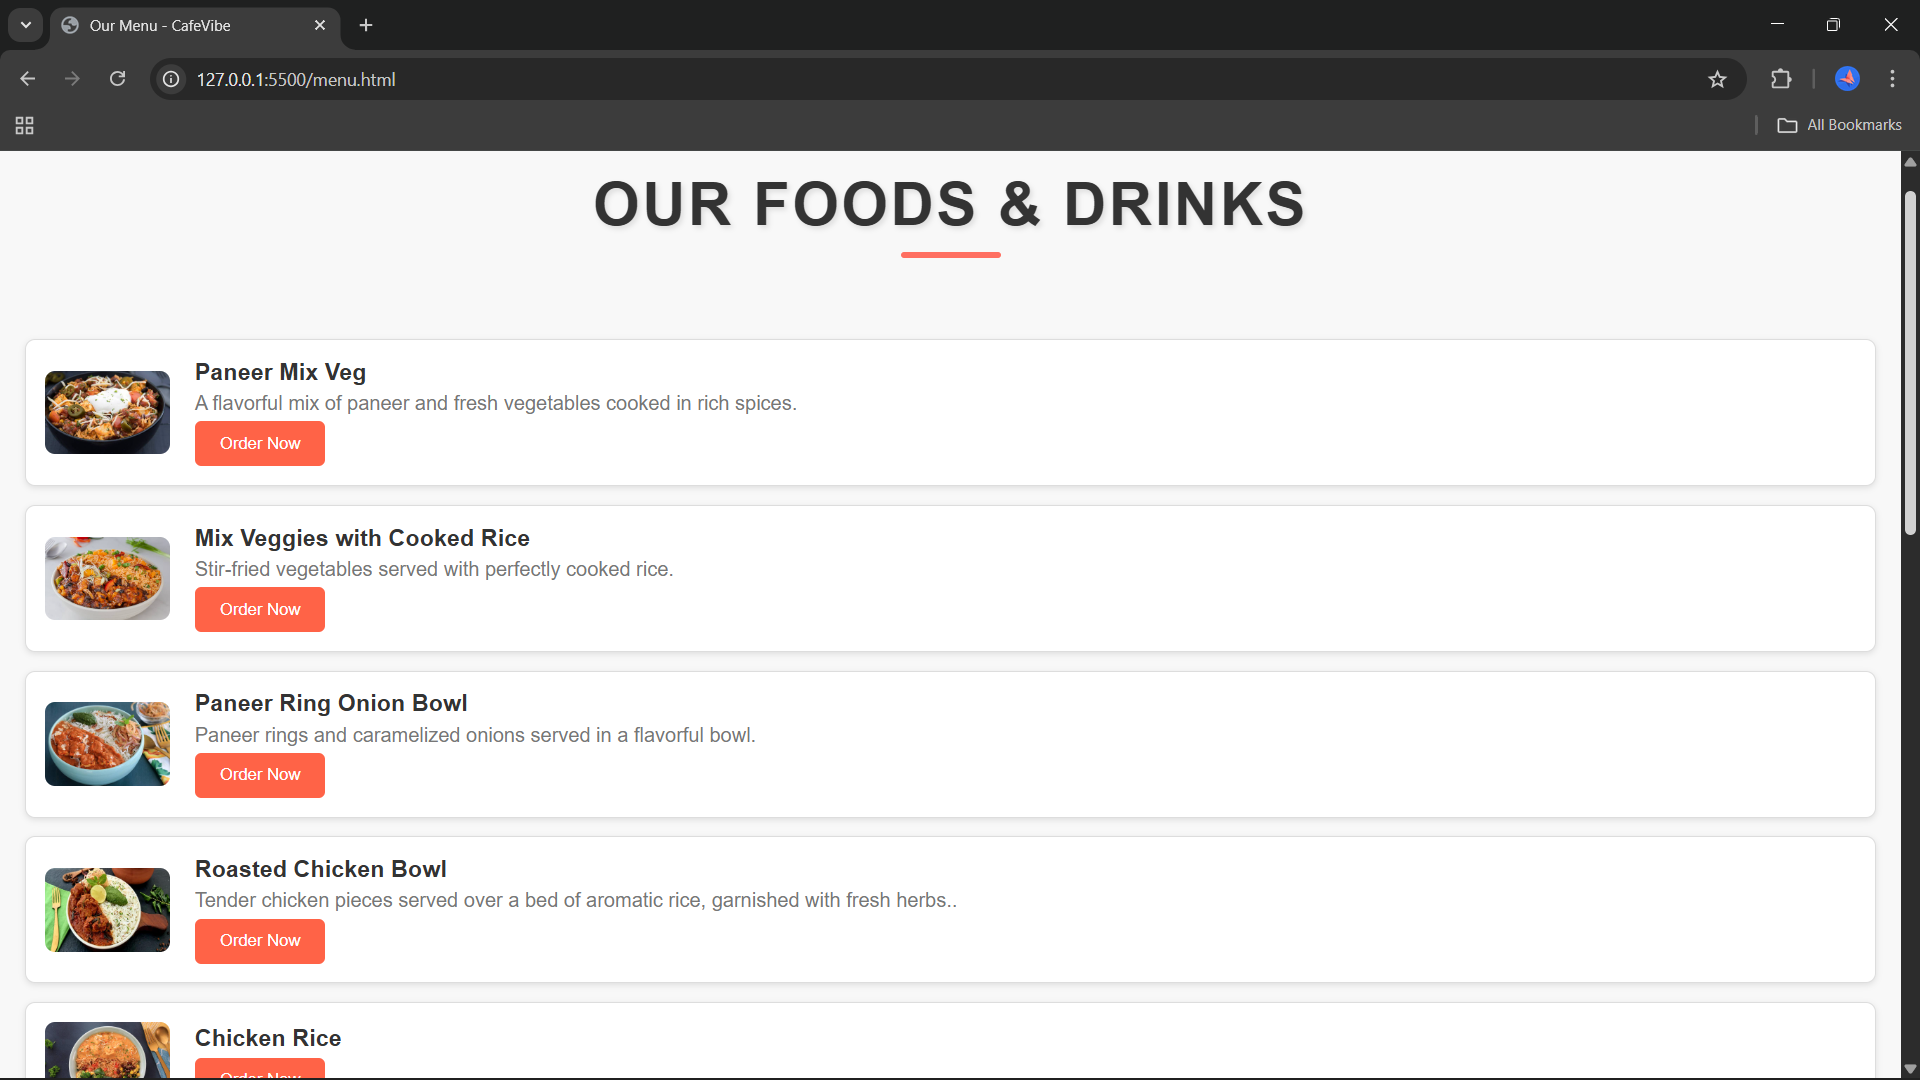 Our Menu - CafeVibe
127.0.0.1:5500/menu.html
All Bookmarks
OUR FOODS & DRINKS
Paneer Mix Veg
A flavorful mix of paneer and fresh vegetables cooked in rich spices.
Order Now
Mix Veggies with Cooked Rice
Stir-fried vegetables served with perfectly cooked rice.
Order Now
Paneer Ring Onion Bowl
Paneer rings and caramelized onions served in a flavorful bowl.
Order Now
Roasted Chicken Bowl
Tender chicken pieces served over a bed of aromatic rice, garnished with fresh herbs..
Order Now
Chicken Rice
Order Now